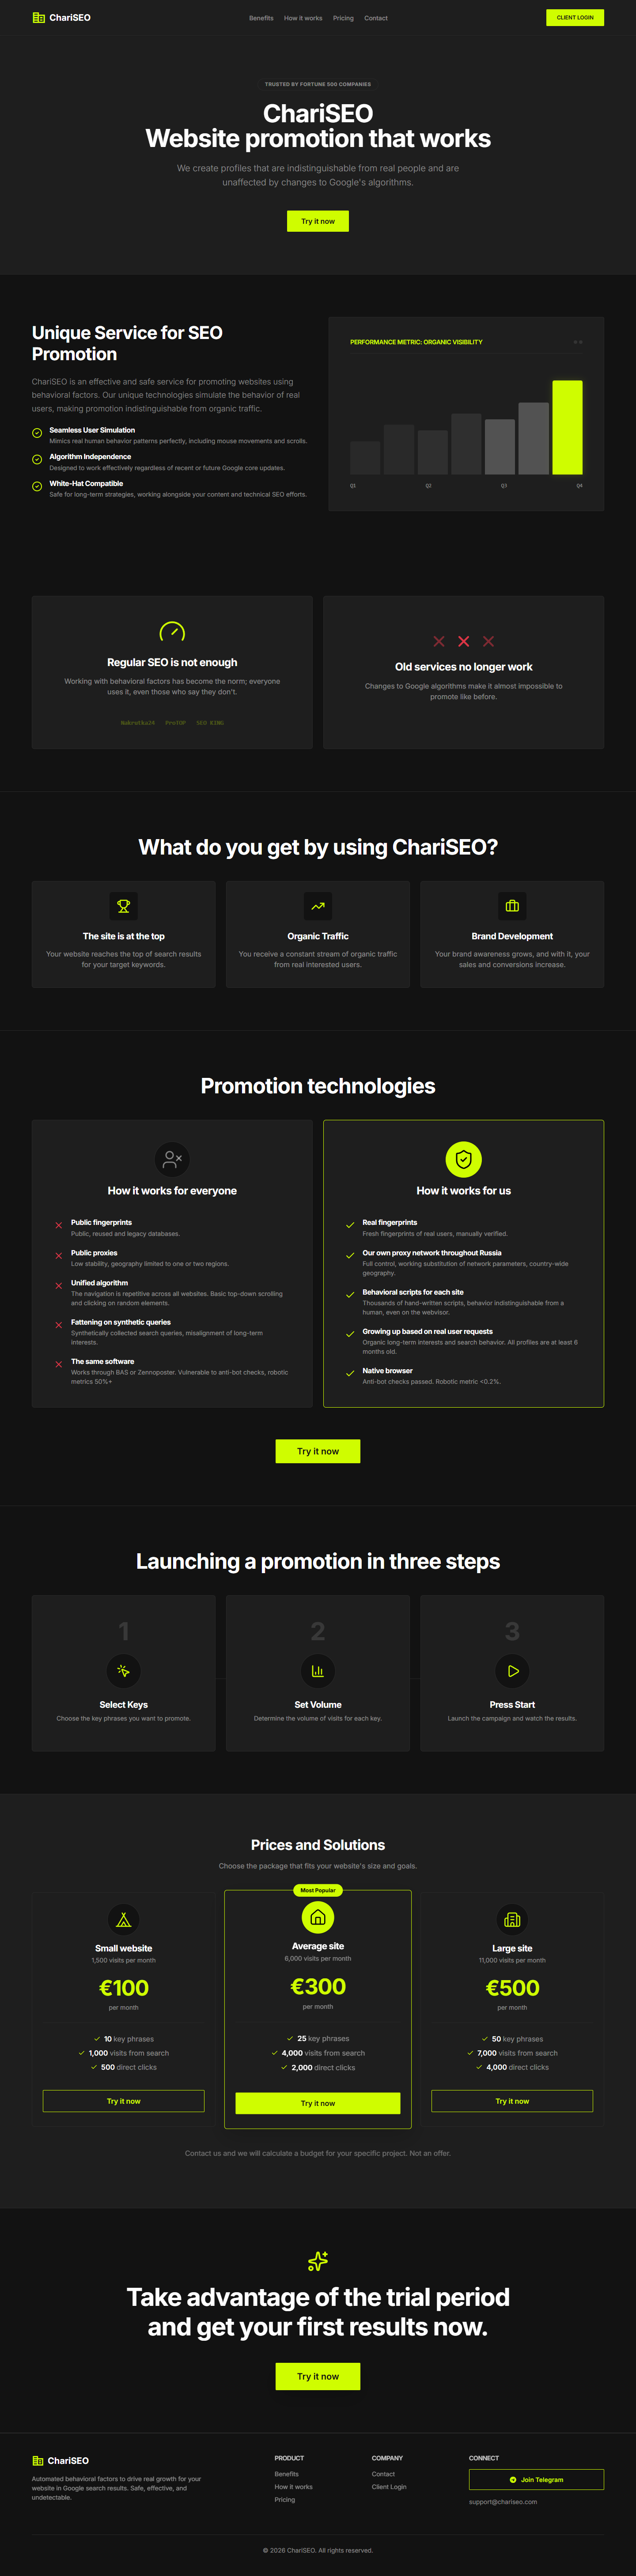 ChariSEO
Benefits
How it works
Pricing
Contact
CLIENT LOGIN
TRUSTED BY FORTUNE 500 COMPANIES
ChariSEO
Website promotion that works
We create profiles that are indistinguishable from real people and are
unaffected by changes to Google's algorithms.
Try it now
Unique Service for SEO
Promotion
ChariSEO is an effective and safe service for promoting websites using
behavioral factors. Our unique technologies simulate the behavior of real
users, making promotion indistinguishable from organic traffic.
Seamless User Simulation
Mimics real human behavior patterns perfectly, including mouse movements and scrolls.
Algorithm Independence
Designed to work effectively regardless of recent or future Google core updates.
White-Hat Compatible
Safe for long-term strategies, working alongside your content and technical SEO efforts.
PERFORMANCE METRIC: ORGANIC VISIBILITY
Q1
Q2
Q3
Q4
Regular SEO is not enough
Working with behavioral factors has become the norm; everyone
uses it, even those who say they don't.
Nakrutka24
ProTOP
SEO KING
Old services no longer work
Changes to Google algorithms make it almost impossible to
promote like before.
What do you get by using ChariSEO?
The site is at the top
Your website reaches the top of search results
for your target keywords.
Organic Traffic
You receive a constant stream of organic traffic
from real interested users.
Brand Development
Your brand awareness grows, and with it, your
sales and conversions increase.
Promotion technologies
How it works for everyone
Public fingerprints
Public, reused and legacy databases.
Public proxies
Low stability, geography limited to one or two regions.
Unified algorithm
The navigation is repetitive across all websites. Basic top-down scrolling
and clicking on random elements.
Fattening on synthetic queries
Synthetically collected search queries, misalignment of long-term
interests.
The same software
Works through BAS or Zennoposter. Vulnerable to anti-bot checks, robotic
metrics 50%+
How it works for us
Real fingerprints
Fresh fingerprints of real users, manually verified.
Our own proxy network throughout Russia
Full control, working substitution of network parameters, country-wide
geography.
Behavioral scripts for each site
Thousands of hand-written scripts, behavior indistinguishable from a
human, even on the webvisor.
Growing up based on real user requests
Organic long-term interests and search behavior. All profiles are at least 6
months old.
Native browser
Anti-bot checks passed. Robotic metric <0.2%.
Try it now
Launching a promotion in three steps
1
Select Keys
Choose the key phrases you want to promote.
2
Set Volume
Determine the volume of visits for each key.
3
Press Start
Launch the campaign and watch the results.
Prices and Solutions
Choose the package that fits your website's size and goals.
Small website
1,500 visits per month
€100
per month
10 key phrases
1,000 visits from search
500 direct clicks
Try it now
Most Popular
Average site
6,000 visits per month
€300
per month
25 key phrases
4,000 visits from search
2,000 direct clicks
Try it now
Large site
11,000 visits per month
€500
per month
50 key phrases
7,000 visits from search
4,000 direct clicks
Try it now
Contact us and we will calculate a budget for your specific project. Not an offer.
Take advantage of the trial period
and get your first results now.
Try it now
ChariSEO
Automated behavioral factors to drive real growth for your
website in Google search results. Safe, effective, and
undetectable.
PRODUCT
Benefits
How it works
Pricing
COMPANY
Contact
Client Login
CONNECT
Join Telegram
support@chariseo.com
© 2026 ChariSEO. All rights reserved.